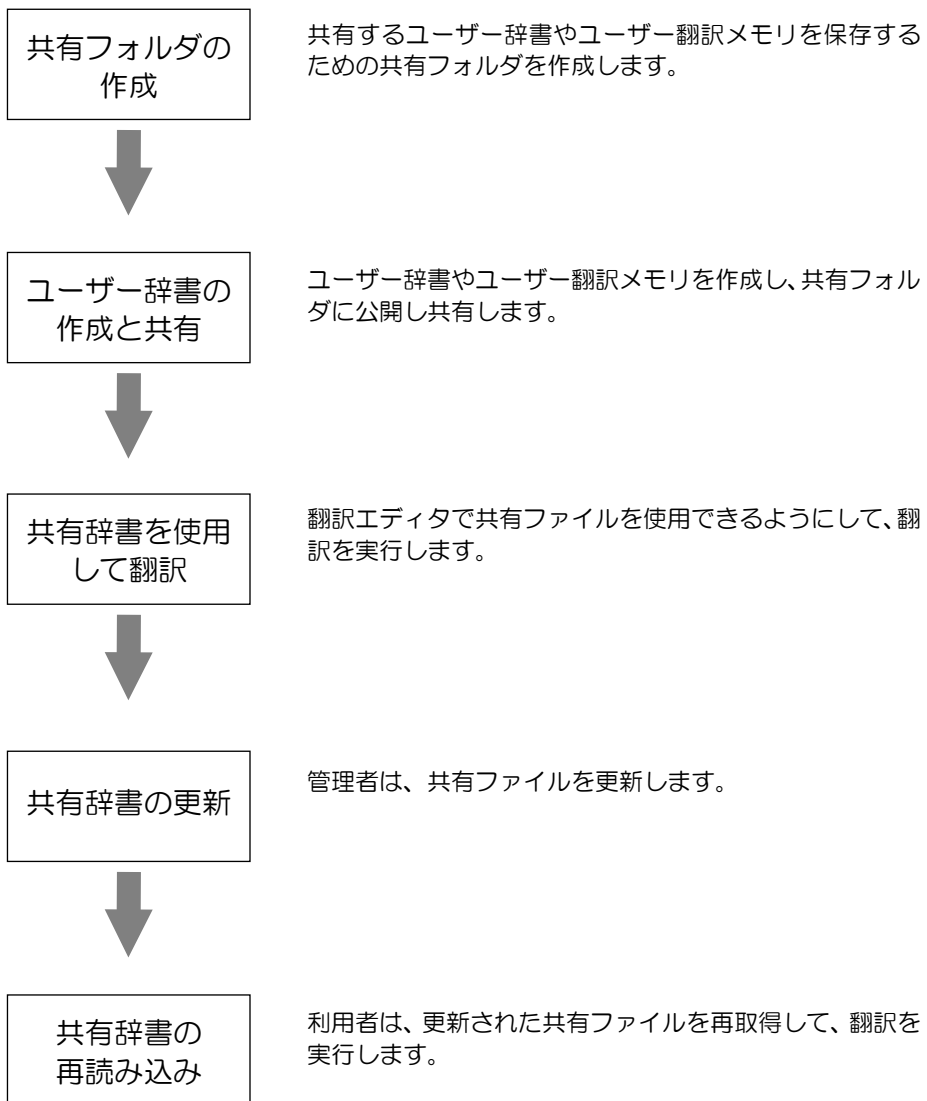 共有フォルダの
作成
共有するユーザー辞書やユーザー翻訳メモリを保存する
ための共有フォルダを作成します。
ユーザー辞書の
作成と共有
ユーザー辞書やユーザー翻訳メモリを作成し、共有フォル
ダに公開し共有します。
共有辞書を使用
して翻訳
翻訳エディタで共有ファイルを使用できるようにして、翻
訳を実行します。
共有辞書の更新
管理者は、共有ファイルを更新します。
共有辞書の
再読み込み
利用者は、更新された共有ファイルを再取得して、翻訳を
実行します。